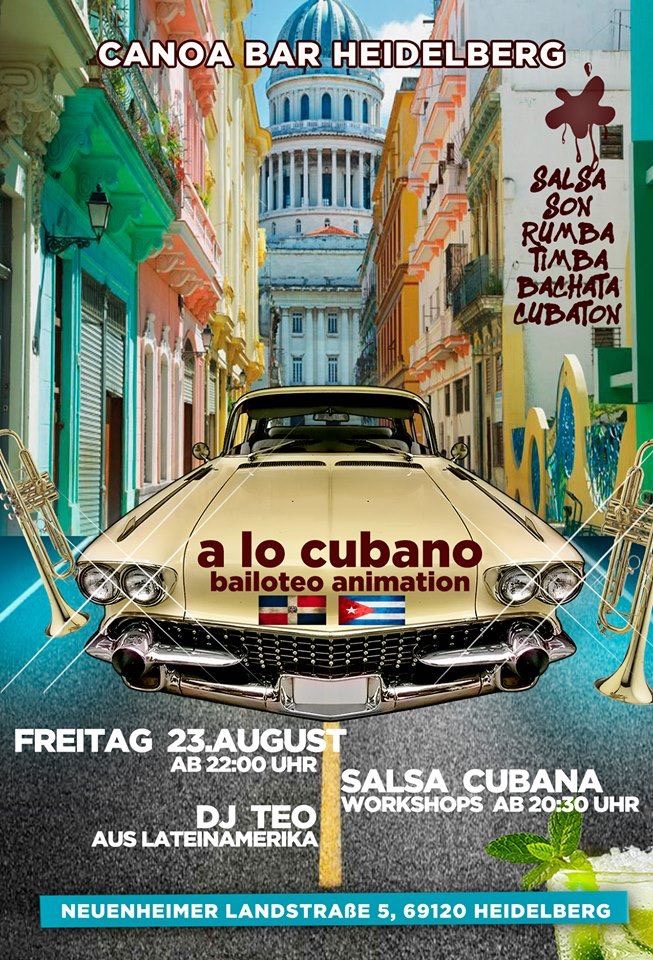 CANOA BAR HEIDELBERG
SALSA
SON
RUMBA
TIMBA
BACHATA
CUBATON
a lo cubano
bailoteo animation
FREITAG 23.AUGUST
AB 22:00 UHR
SALSA CUBANA
WORKSHOPS AB 20:30 UHR
DJ TEO
AUS LATEINAMERIKA
NEUENHEIMER LANDSTRAßE 5, 69120 HEIDELBERG